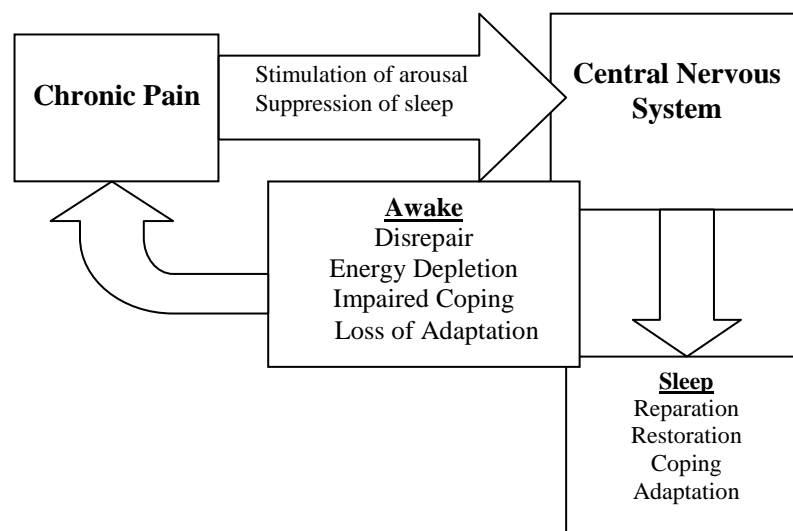 Chronic Pain
Stimulation of arousal
Suppression of sleep
Central Nervous
System
Awake
Disrepair
Energy Depletion
Impaired Coping
Loss of Adaptation
Sleep
Reparation
Restoration
Coping
Adaptation